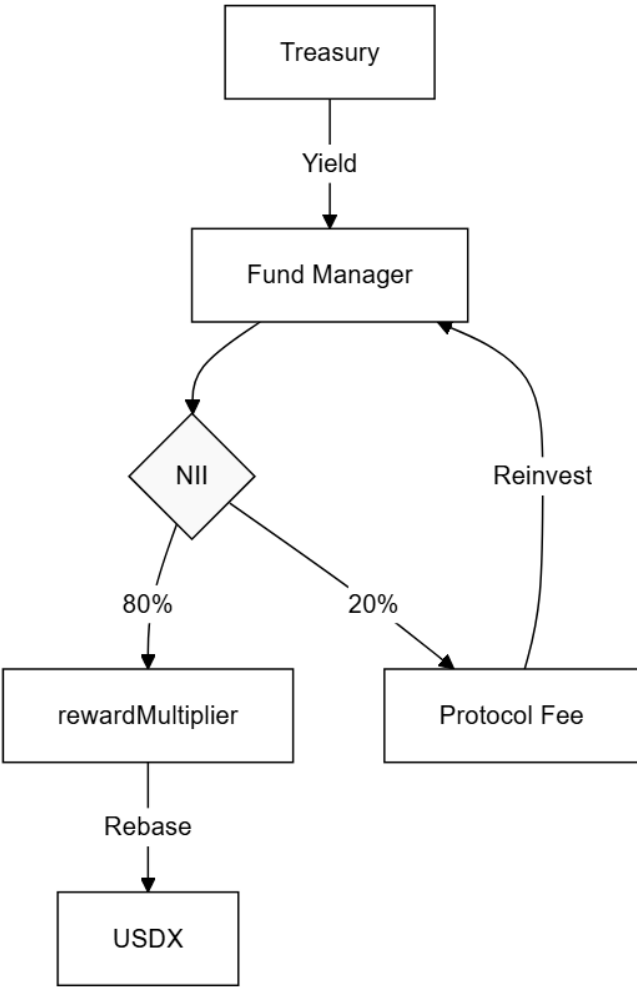 Treasury
Yield
Fund Manager
NII
Reinvest
80%
20%
rewardMultiplier
Protocol Fee
Rebase
USDX